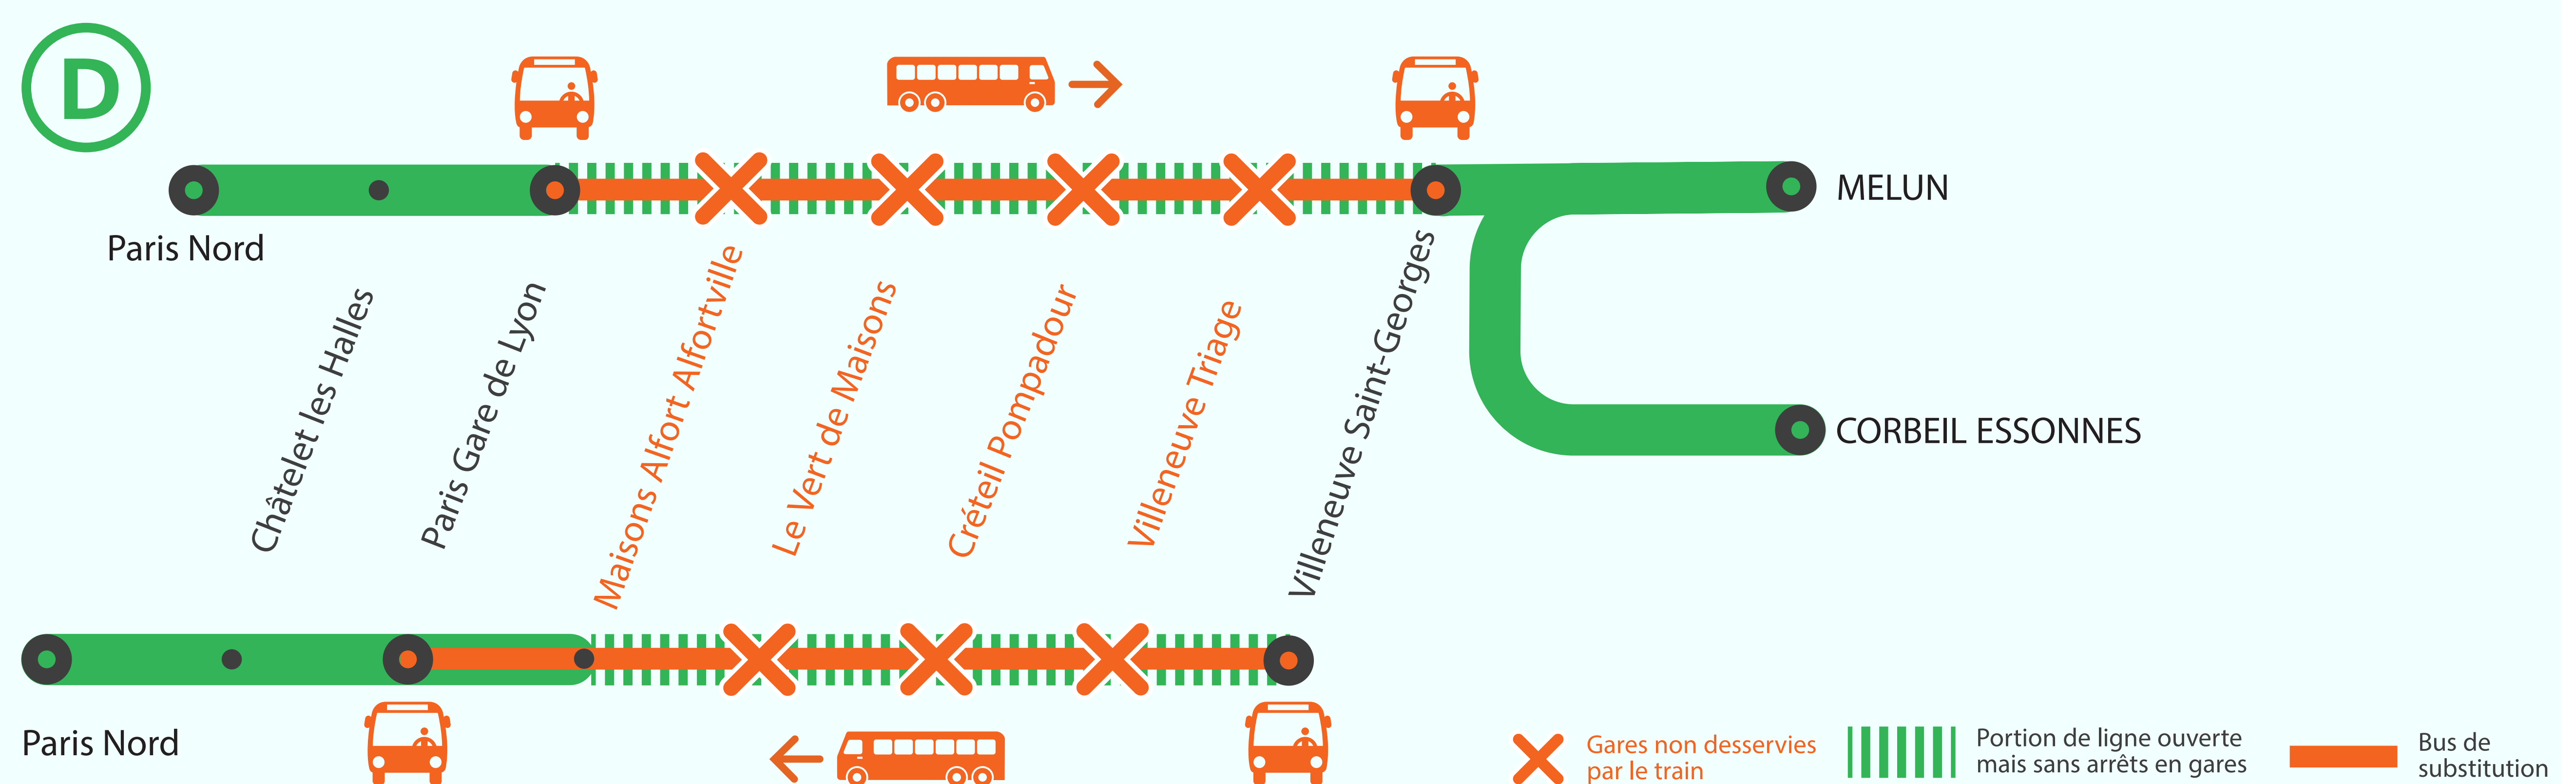 D
MELUN
Paris Nord
Châtelet les Halles
Paris Gare de Lyon
Maisons Alfort Alfortville
Le Vert de Maisons
Créteil Pompadour
Villeneuve Triage
Villeneuve Saint-Georges
CORBEIL ESSONNES
Paris Nord
Gares non desservies
par le train
Portion de ligne ouverte
mais sans arrêts en gares
Bus de
substitution